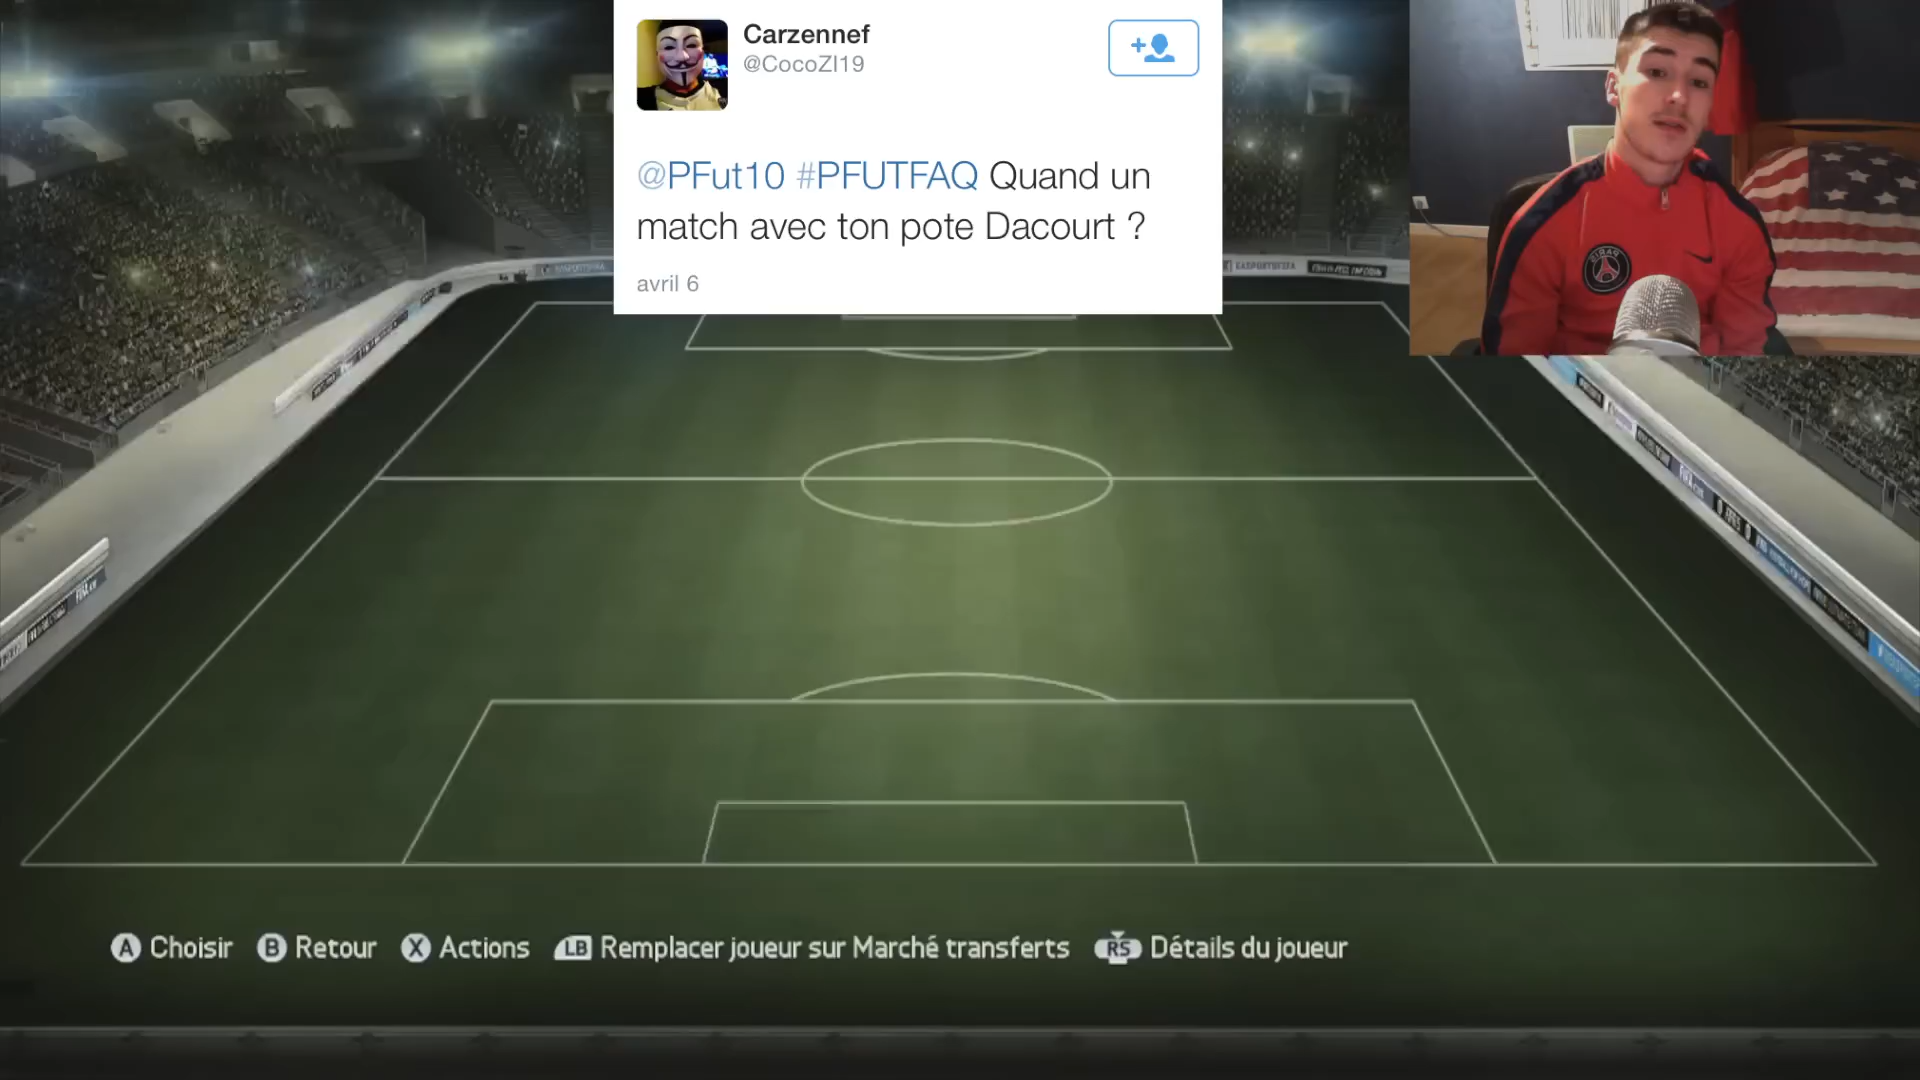 Carzennef
@CocoZI19
@PFut10 #PFUTFAQ Quand un
match avec ton pote Dacourt ?
avril 6
A Choisir B Retour X Actions LB Remplacer joueur sur Marché transferts RS Détails du joueur